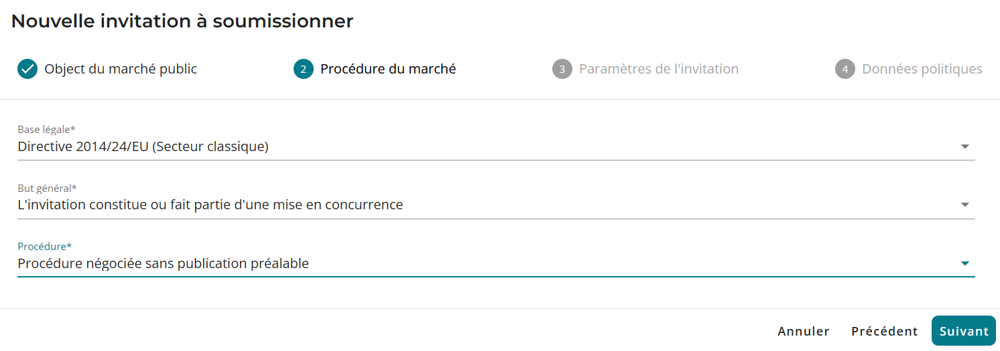 Nouvelle invitation à soumissionner
Object du marché public
2 Procédure du marché
3 Paramètres de l'invitation
4 Données politiques
Base légale*
Directive 2014/24/EU (Secteur classique)
But général*
L'invitation constitue ou fait partie d'une mise en concurrence
Procédure*
Procédure négociée sans publication préalable
Annuler Précédent Suivant